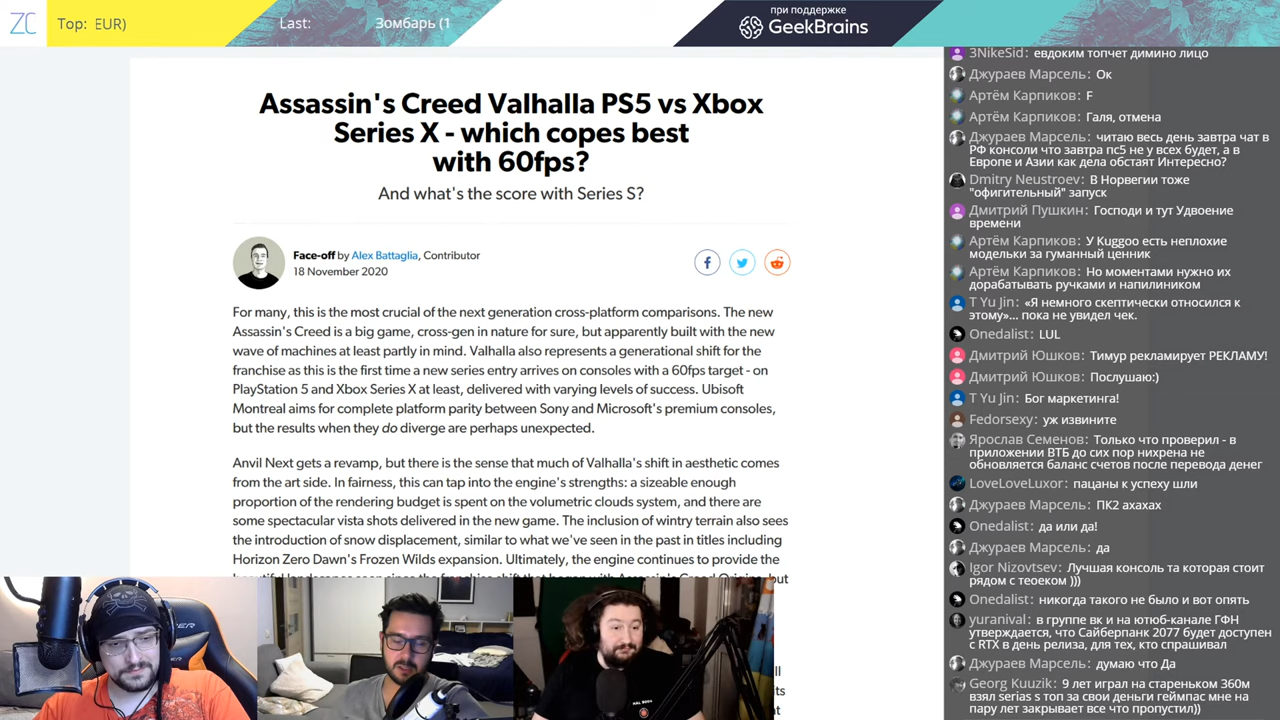 ZC
Top: EUR)
Last:
Зомбарь (1
при поддержке
GeekBrains
Assassin's Creed Valhalla PS5 vs Xbox
Series X - which copes best
with 60fps?
And what's the score with Series S?
Face-off by Alex Battaglia, Contributor
18 November 2020
For many, this is the most crucial of the next generation cross-platform comparisons. The new
Assassin's Creed is a big game, cross-gen in nature for sure, but apparently built with the new
wave of machines at least partly in mind. Valhalla also represents a generational shift for the
franchise as this is the first time a new series entry arrives on consoles with a 60fps target - on
PlayStation 5 and Xbox Series X at least, delivered with varying levels of success. Ubisoft
Montreal aims for complete platform parity between Sony and Microsoft's premium consoles,
but the results when they do diverge are perhaps unexpected.
Anvil Next gets a revamp, but there is the sense that much of Valhalla's shift in aesthetic comes
from the art side. In fairness, this can tap into the engine's strengths: a sizeable enough
proportion of the rendering budget is spent on the volumetric clouds system, and there are
some spectacular vista shots delivered in the new game. The inclusion of wintry terrain also sees
the introduction of snow displacement, similar to what we've seen in the past in titles including
Horizon Zero Dawn's Frozen Wilds expansion. Ultimately, the engine continues to provide the
but
3NikeSid: евдоким топчет димино лицо
Джураев Марсель: Ок
Артём Карпиков: F
Артём Карпиков: Галя, отмена
Джураев Марсель: читаю весь день завтра чат в
РФ консоли что завтра пс5 не у всех будет, а в
Европе и Азии как дела обстаят Интересно?
Dmitry Neustroev: В Норвегии тоже
"офигительный" запуск
Дмитрий Пушкин: Господи и тут Удвоение
времени
Артём Карпиков: У Kuggoo есть неплохие
модельки за гуманный ценник
Артём Карпиков: Но моментами нужно их
дорабатывать ручками и напилиником
T Yu Jin: «Я немного скептически относился к
этому»... пока не увидел чек.
Onedalist: LUL
Дмитрий Юшков: Тимур рекламирует РЕКЛАМУ!
Дмитрий Юшков: Послушаю:)
T Yu Jin: Бог маркетинга!
Fedorsexy: уж извините
Ярослав Семенов: Только что проверил - в
приложении ВТБ до сих пор нихрена не
обновляется баланс счетов после перевода денег
LoveLoveLuxor: пацаны к успеху шли
Джураев Марсель: ПК2 ахахах
Onedalist: да или да!
Джураев Марсель: да
Igor Nizovtsev: Лучшая консоль та которая стоит
рядом с теоеком )))
Onedalist: никогда такого не было и вот опять
yuranival: в группе вк и на ютюб-канале ГФН
утверждается, что Сайберпанк 2077 будет доступен
с RTX в день релиза, для тех, кто спрашивал
Джураев Марсель: думаю что Да
Georg Kuuzik: 9 лет играл на стареньком 360м
взял serias s топ за свои деньги геймпас мне на
пару лет закрывает все что пропустил))